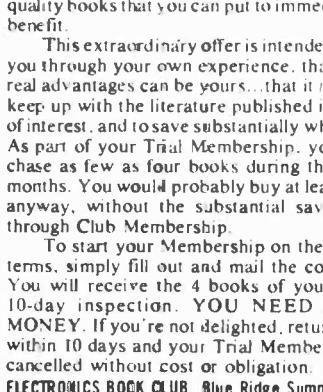 quality books that you can put to imme
benefit.
This extraordinary offer is intende
you through your own experience, tha
real advantages can be yours...that it
keep up with the literature published i
of interest, and to save substantially wh
As part of your Trial Membership, yo
chase as few as four books during th
months. You would probably buy at lea
anyway, without the substantial sav
through Club Membership.
To start your Membership on the
terms, simply fill out and mail the co
You will receive the 4 books of you
10-day inspection. YOU NEED
MONEY. If you're not delighted, retu
within 10 days and your Trial Membe
cancelled without cost or obligation.
ELECTRONICS BOOK CLUB Blue Ridge Summ